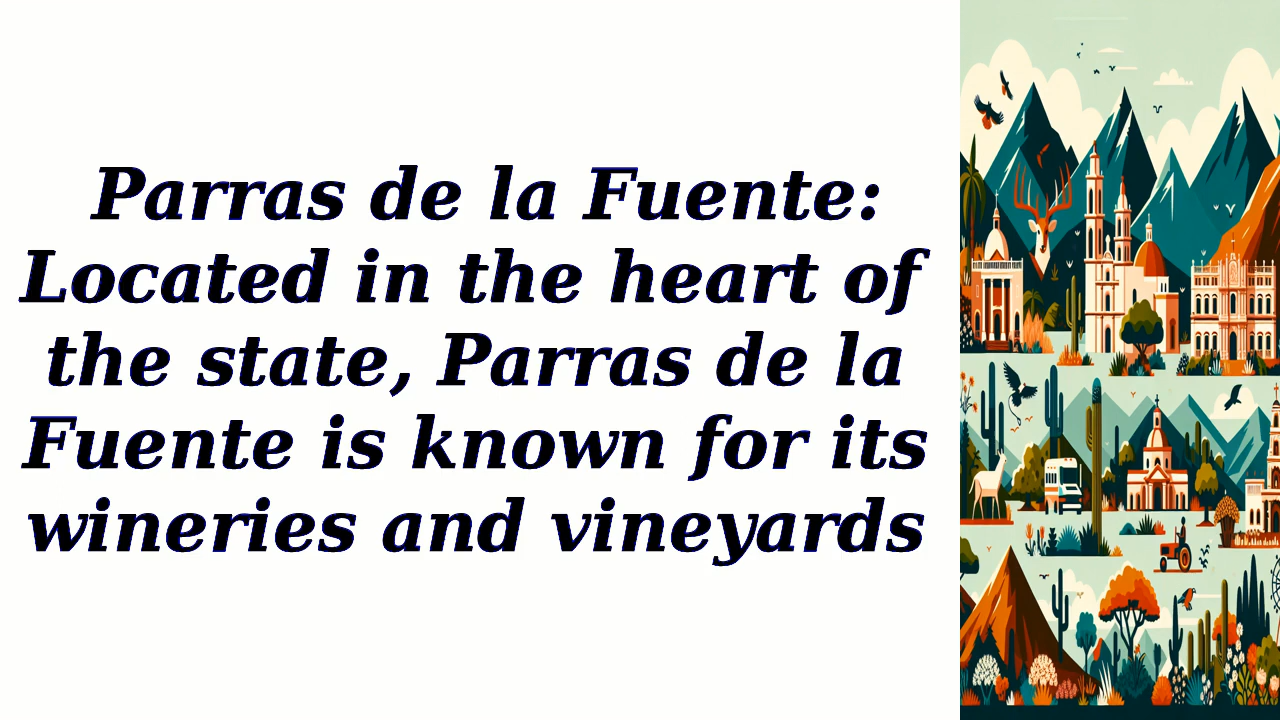 Parras de la Fuente:
Located in the heart of
the state, Parras de la
Fuente is known for its
wineries and vineyards